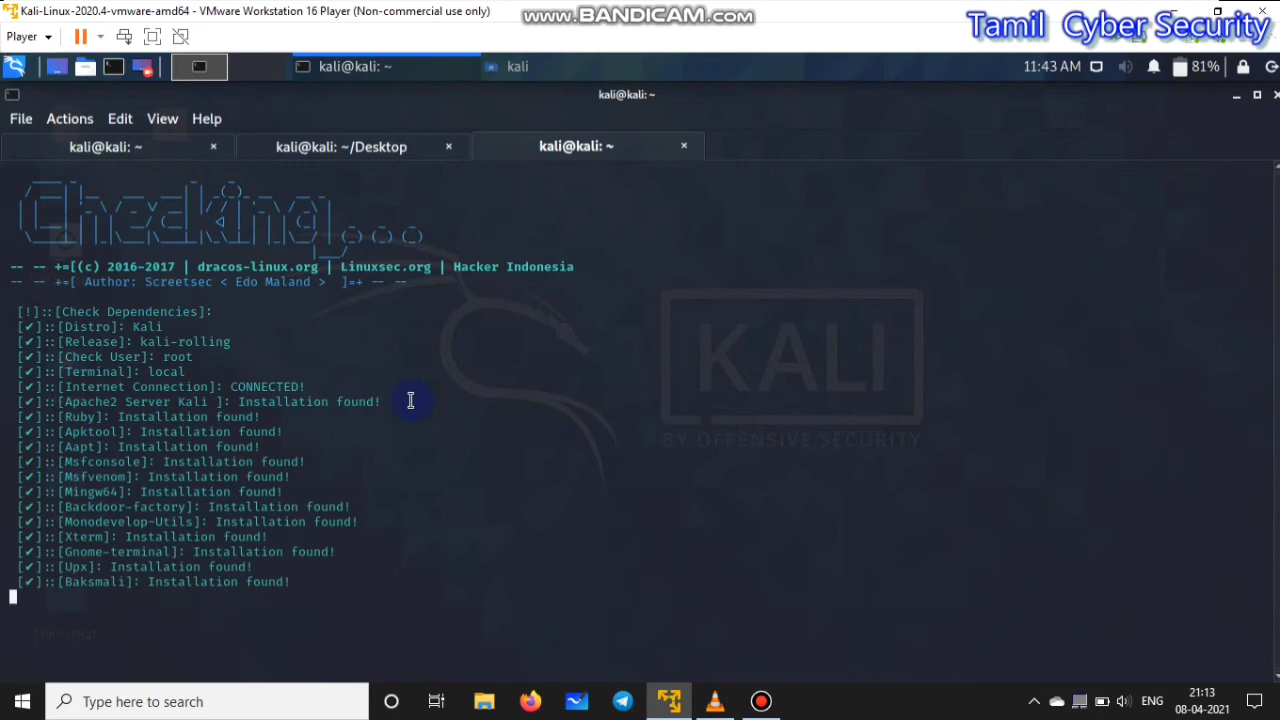 Kali-Linux-2020.4-vmware-amd64 - VMware Workstation 16 Player (Non-commercial use only)
www.BANDICAM.com
Tamil Cyber Security
Player
kali@kali: ~
kali
11:43 AM
81%
kali@kali:~
File Actions Edit View Help
kali@kali: ~
kali@kali: ~/Desktop
kali@kali: ~
Checking...
-- -- +=[(c) 2016-2017 | dracos-linux.org | Linuxsec.org | Hacker Indonesia
-- -- +=[ Author: Screetsec < Edo Maland > ]=+ -- --
[!]::[Check Dependencies]:
[✔]::[Distro]: Kali
[✔]::[Release]: kali-rolling
[✔]::[Check User]: root
[✔]::[Terminal]: local
[✔]::[Internet Connection]: CONNECTED!
[✔]::[Apache2 Server Kali ]: Installation found!
[✔]::[Ruby]: Installation found!
[✔]::[Apktool]: Installation found!
[✔]::[Aapt]: Installation found!
[✔]::[Msfconsole]: Installation found!
[✔]::[Msfvenom]: Installation found!
[✔]::[Mingw64]: Installation found!
[✔]::[Backdoor-factory]: Installation found!
[✔]::[Monodevelop-Utils]: Installation found!
[✔]::[Xterm]: Installation found!
[✔]::[Gnome-terminal]: Installation found!
[✔]::[Upx]: Installation found!
[✔]::[Baksmali]: Installation found!
KALI
BY OFFENSIVE SECURITY
Type here to search
ENG
21:13
08-04-2021